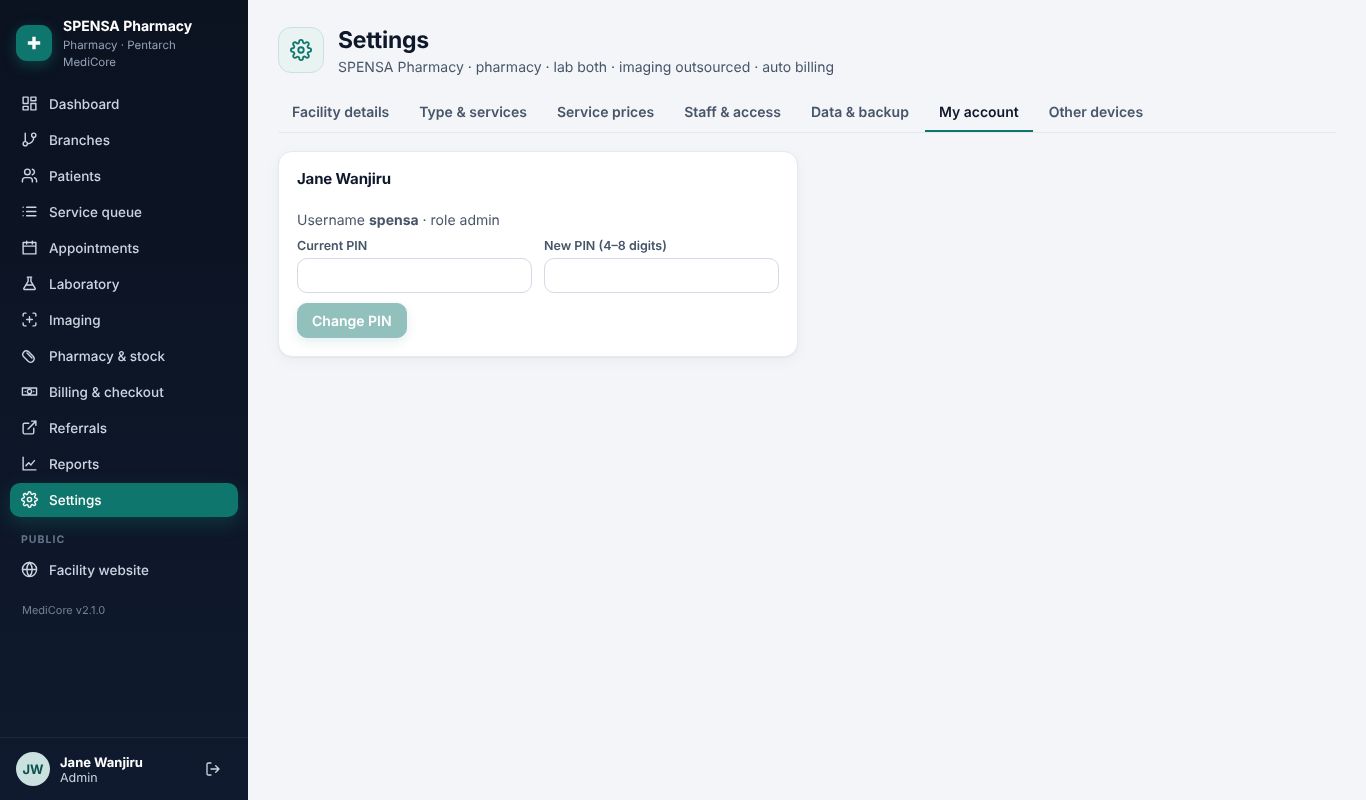 SPENSA Pharmacy
Pharmacy · Pentarch
MediCore
Dashboard
Branches
Patients
Service queue
Appointments
Laboratory
Imaging
Pharmacy & stock
Billing & checkout
Referrals
Reports
Settings
PUBLIC
Facility website
MediCore v2.1.0
JW
Jane Wanjiru
Admin
Settings
SPENSA Pharmacy · pharmacy · lab both · imaging outsourced · auto billing
Facility details Type & services Service prices Staff & access Data & backup My account Other devices
Jane Wanjiru
Username spensa · role admin
Current PIN New PIN (4–8 digits)
Change PIN